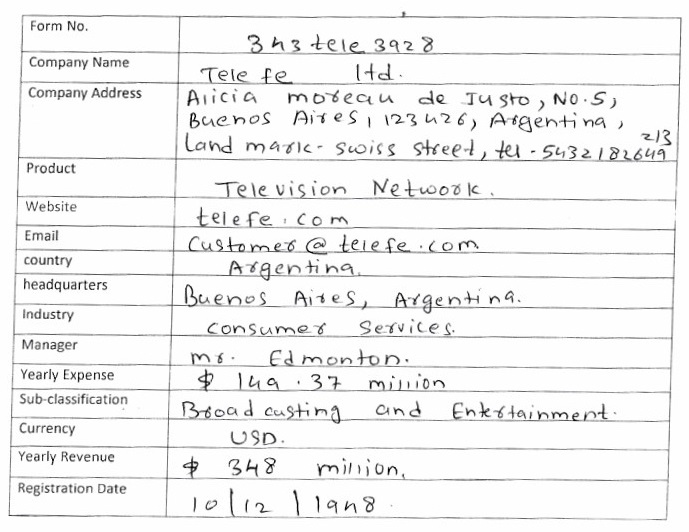 Form No. 343 tele 3928
Company Name Tele fe ltd.
Company Address Alicia moreau de Justo, NO.5,
Buenos Aires, 123426, Argentina,
Land mark - swiss street, tel - 5432182649
213
Product Television Network.
Website telefe.com
Email Customer@telefe.com
country Argentina.
headquarters Buenos Aires, Argentina.
Industry consumer Services.
Manager mr. Edmonton.
Yearly Expense $ 149.37 million
Sub-classification Broad casting and Entertainment.
Currency USD.
Yearly Revenue $ 348 million.
Registration Date 10/12/1948.